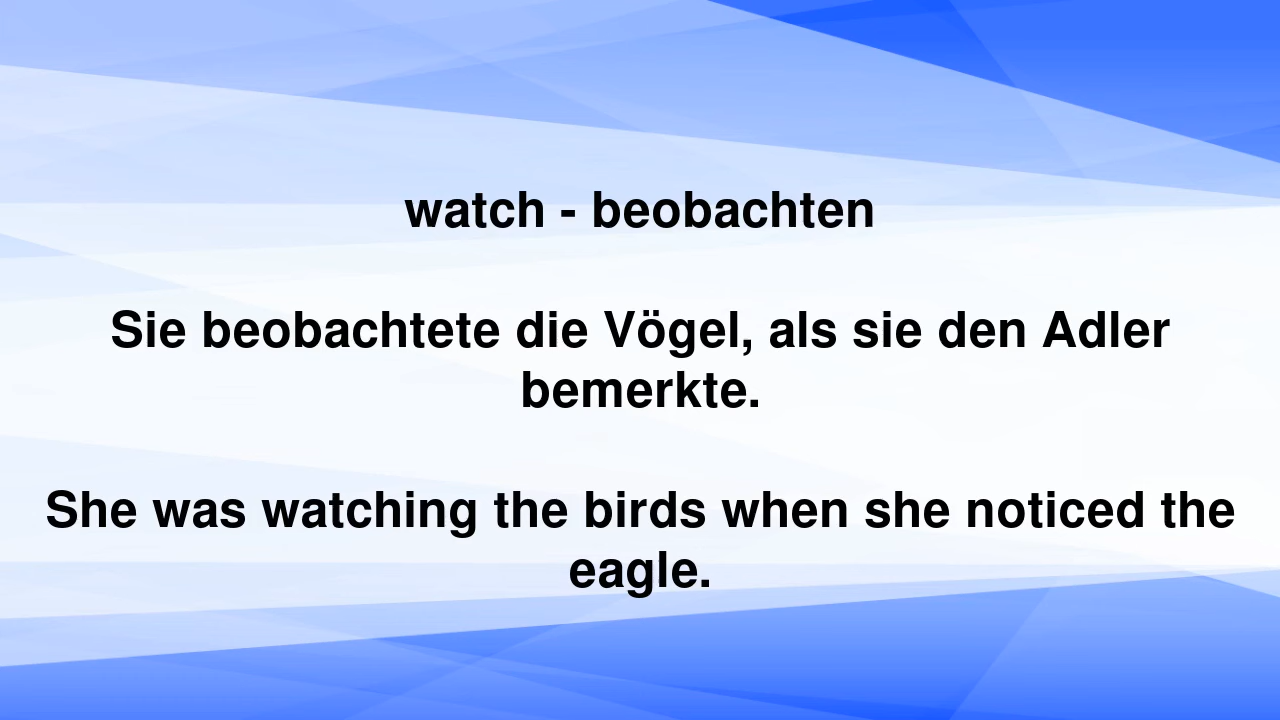 watch - beobachten
Sie beobachtete die Vögel, als sie den Adler
bemerkte.
She was watching the birds when she noticed the
eagle.